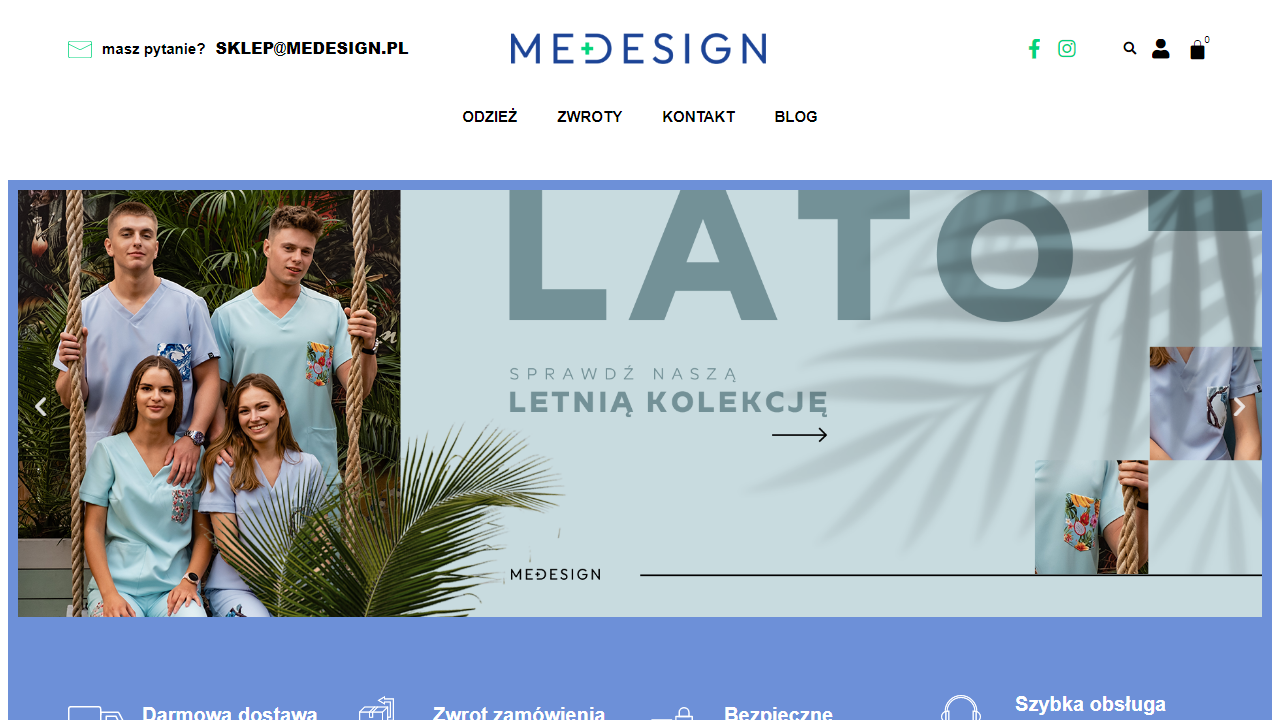 masz pytanie? SKLEP@MEDESIGN.PL
MEDESIGN
0
ODZIEŻ ZWROTY KONTAKT BLOG
LATO
SPRAWDŹ NASZĄ
LETNIĄ KOLEKCJĘ
MEDESIGN
Darmowa dostawa
Zwrot zamówienia
Bezpieczne
Szybka obsługa